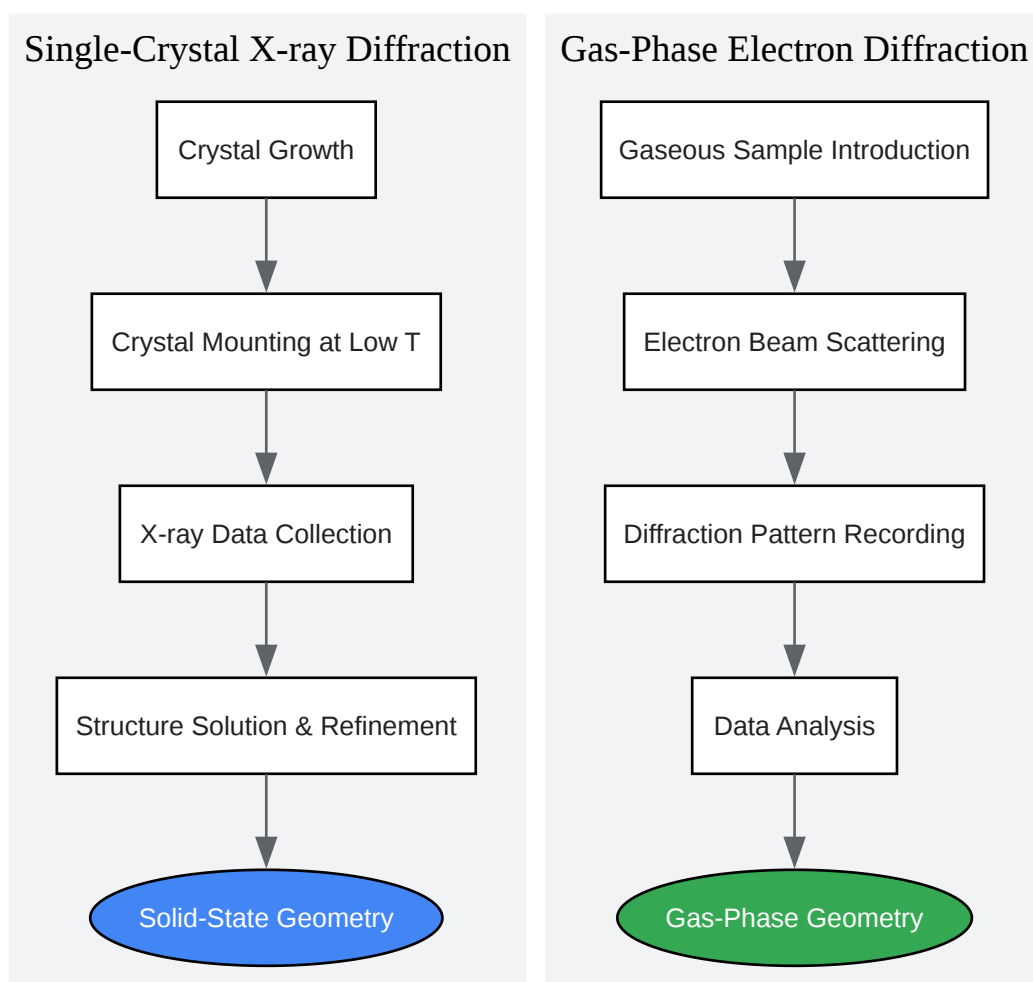 Single-Crystal X-ray Diffraction
Crystal Growth
Crystal Mounting at Low T
X-ray Data Collection
Structure Solution & Refinement
Solid-State Geometry
Gas-Phase Electron Diffraction
Gaseous Sample Introduction
Electron Beam Scattering
Diffraction Pattern Recording
Data Analysis
Gas-Phase Geometry